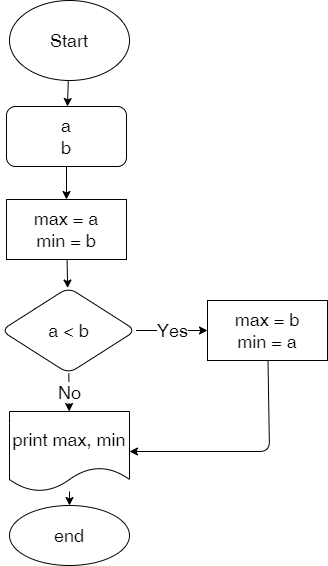 Start
a
b
max = a
min = b
a < b
Yes
max = b
min = a
No
print max, min
end